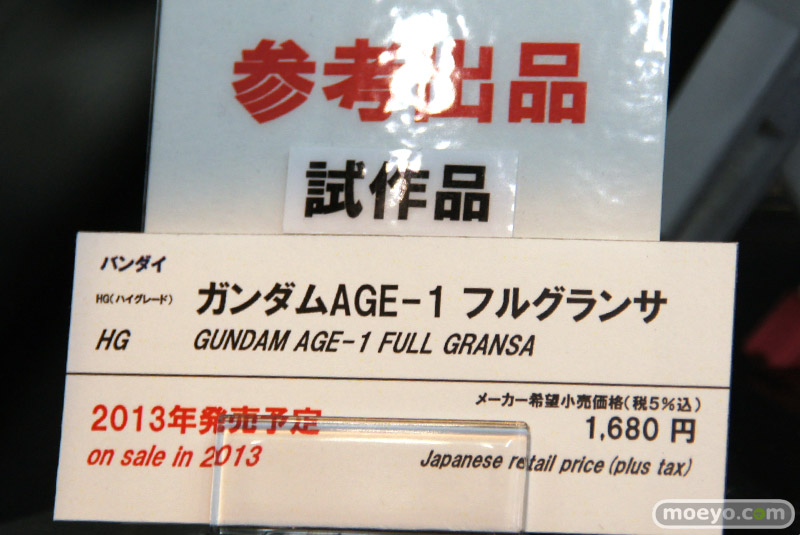 参考出品
試作品
バンダイ
HG(ハイグレード) ガンダムAGE-1 フルグランサ
HG GUNDAM AGE-1 FULL GRANSA
メーカー希望小売価格(税5%込)
2013年発売予定 1,680 円
on sale in 2013 Japanese retail price (plus tax)
moeyo.com